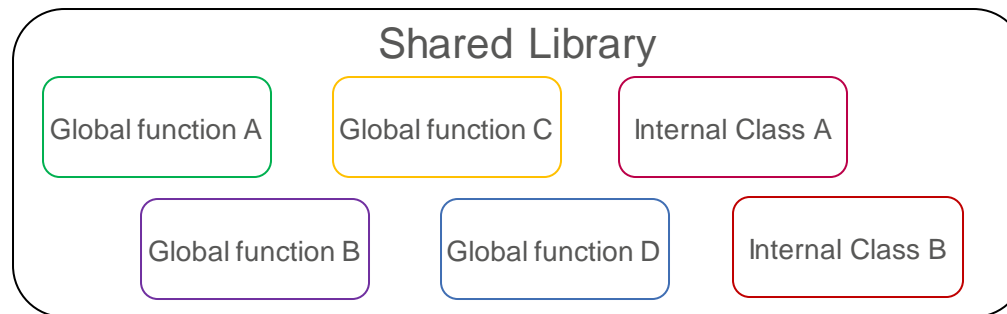 Shared Library
Global function A
Global function C
Internal Class A
Global function B
Global function D
Internal Class B